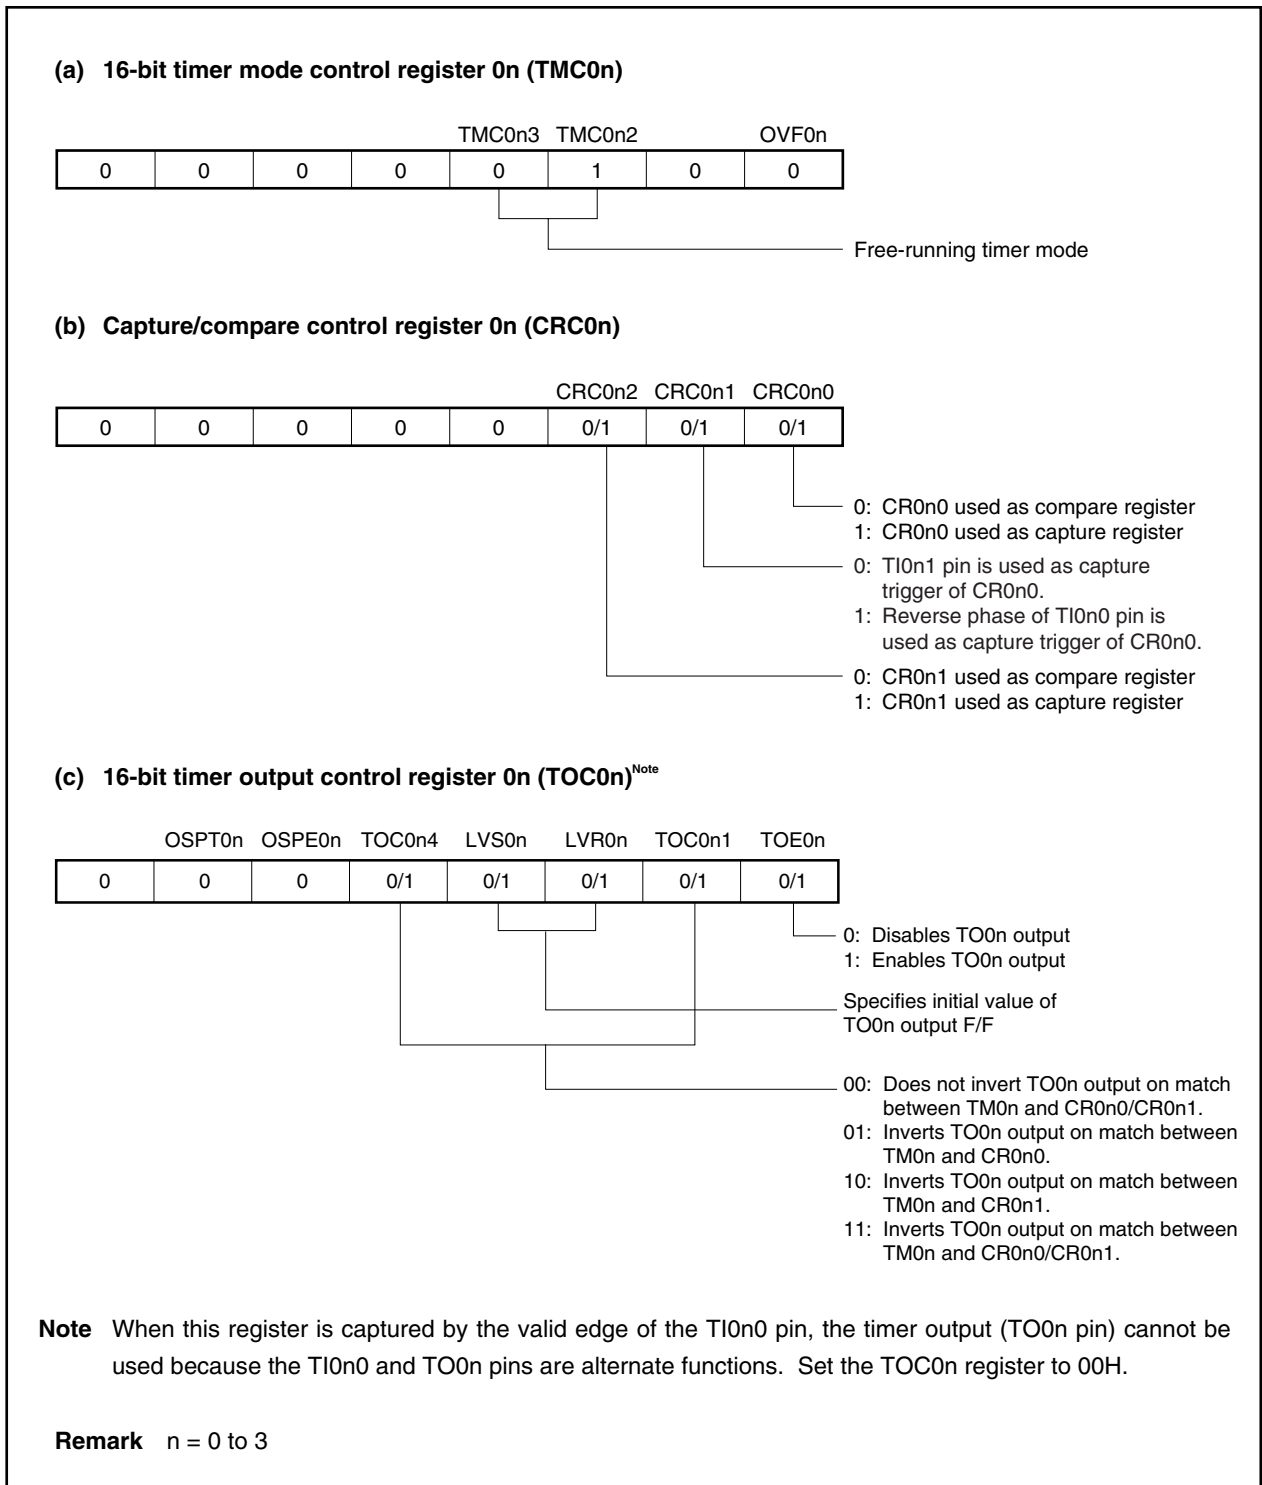 (a) 16-bit timer mode control register 0n (TMC0n)
TMC0n3 TMC0n2 OVF0n
0 0 0 0 0 1 0 0
Free-running timer mode
(b) Capture/compare control register 0n (CRC0n)
CRC0n2 CRC0n1 CRC0n0
0 0 0 0 0 0/1 0/1 0/1
0: CR0n0 used as compare register
1: CR0n0 used as capture register
0: TI0n1 pin is used as capture
trigger of CR0n0.
1: Reverse phase of TI0n0 pin is
used as capture trigger of CR0n0.
0: CR0n1 used as compare register
1: CR0n1 used as capture register
(c) 16-bit timer output control register 0n (TOC0n)Note
OSPT0n OSPE0n TOC0n4 LVS0n LVR0n TOC0n1 TOE0n
0 0 0 0/1 0/1 0/1 0/1 0/1
0: Disables TO0n output
1: Enables TO0n output
Specifies initial value of
TO0n output F/F
00: Does not invert TO0n output on match
between TM0n and CR0n0/CR0n1.
01: Inverts TO0n output on match between
TM0n and CR0n0.
10: Inverts TO0n output on match between
TM0n and CR0n1.
11: Inverts TO0n output on match between
TM0n and CR0n0/CR0n1.
Note When this register is captured by the valid edge of the TI0n0 pin, the timer output (TO0n pin) cannot be
used because the TI0n0 and TO0n pins are alternate functions. Set the TOC0n register to 00H.
Remark n = 0 to 3